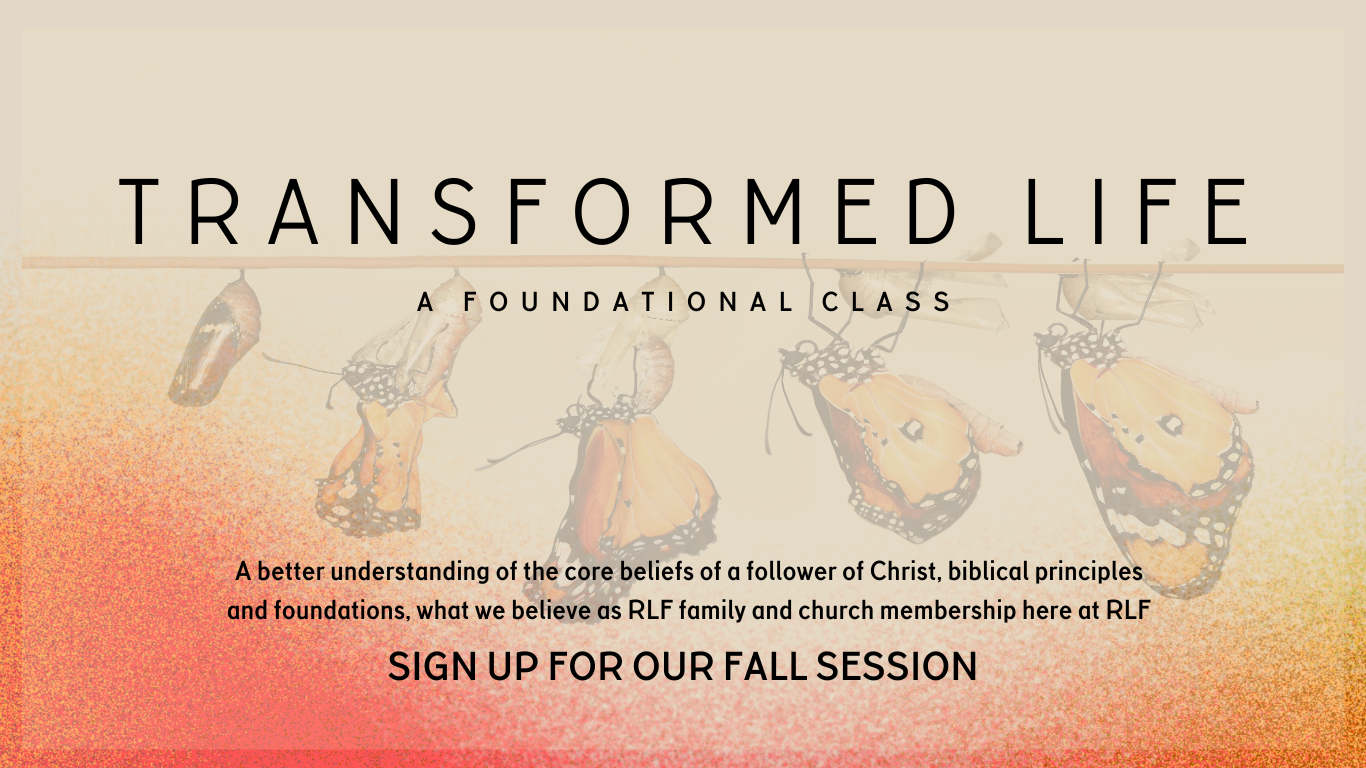 TRANSFORMED LIFE
A FOUNDATIONAL CLASS
A better understanding of the core beliefs of a follower of Christ, biblical principles
and foundations, what we believe as RLF family and church membership here at RLF
SIGN UP FOR OUR FALL SESSION